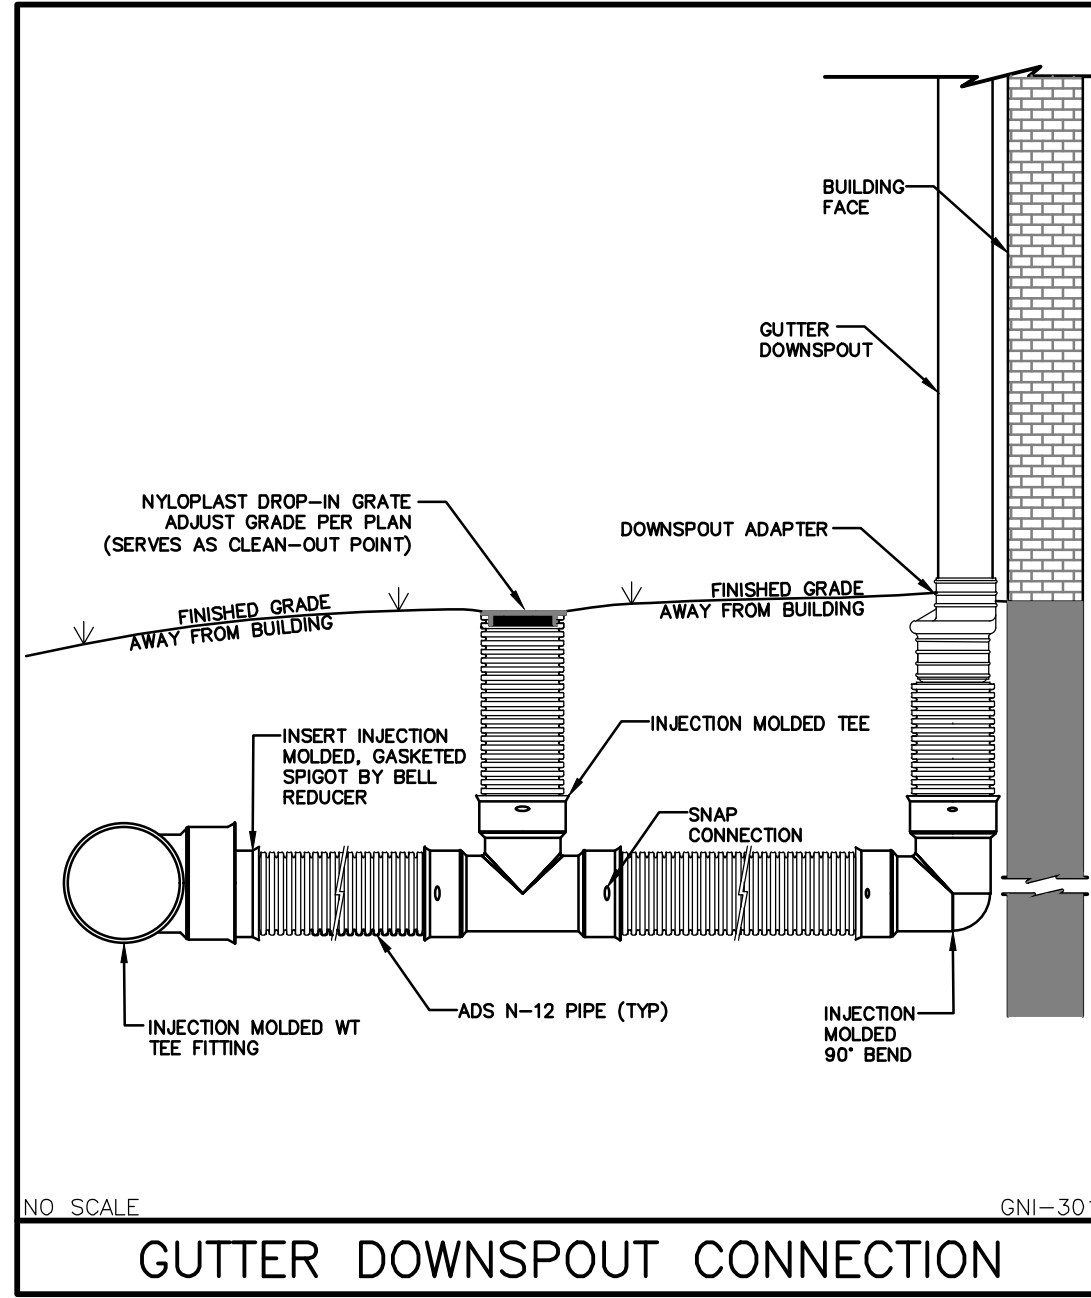 BUILDING
FACE
GUTTER
DOWNSPOUT
NYLOPLAST DROP-IN GRATE
ADJUST GRADE PER PLAN
(SERVES AS CLEAN-OUT POINT)
DOWNSPOUT ADAPTER
FINISHED GRADE
AWAY FROM BUILDING
FINISHED GRADE
AWAY FROM BUILDING
INSERT INJECTION
MOLDED, GASKETED
SPIGOT BY BELL
REDUCER
INJECTION MOLDED TEE
SNAP
CONNECTION
ADS N-12 PIPE (TYP)
INJECTION MOLDED WT
TEE FITTING
INJECTION
MOLDED
90° BEND
NO SCALE
GUTTER DOWNSPOUT CONNECTION